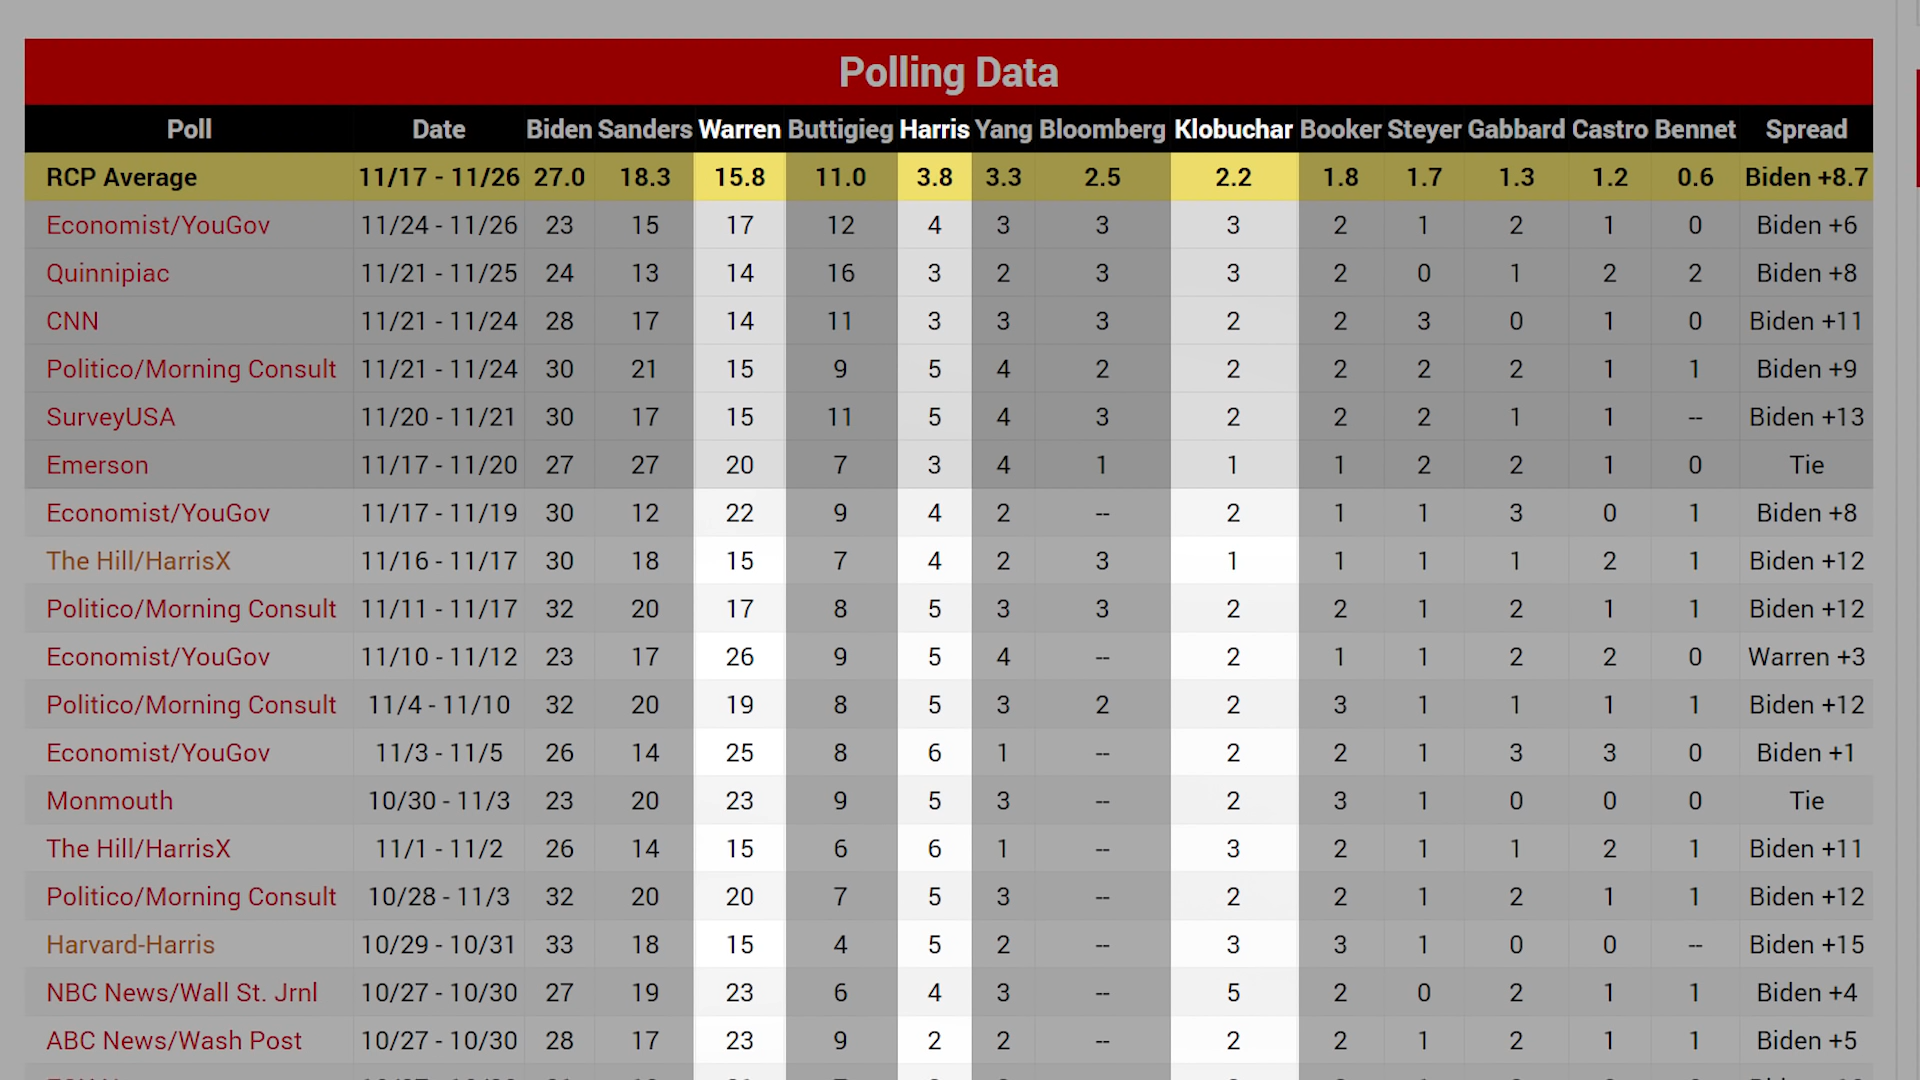 Polling Data
Poll Date Biden Sanders Warren Buttigieg Harris Yang Bloomberg Klobuchar Booker Steyer Gabbard Castro Bennet Spread
RCP Average 11/17 - 11/26 27.0 18.3 15.8 11.0 3.8 3.3 2.5 2.2 1.8 1.7 1.3 1.2 0.6 Biden +8.7
Economist/YouGov 11/24 - 11/26 23 15 17 12 4 3 3 3 2 1 2 1 0 Biden +6
Quinnipiac 11/21 - 11/25 24 13 14 16 3 2 3 3 2 0 1 2 2 Biden +8
CNN 11/21 - 11/24 28 17 14 11 3 3 3 2 2 3 0 1 0 Biden +11
Politico/Morning Consult 11/21 - 11/24 30 21 15 9 5 4 2 2 2 2 2 1 1 Biden +9
SurveyUSA 11/20 - 11/21 30 17 15 11 5 4 3 2 2 2 1 1 -- Biden +13
Emerson 11/17 - 11/20 27 27 20 7 3 4 1 1 1 2 2 1 0 Tie
Economist/YouGov 11/17 - 11/19 30 12 22 9 4 2 -- 2 1 1 3 0 1 Biden +8
The Hill/HarrisX 11/16 - 11/17 30 18 15 7 4 2 3 1 1 1 1 2 1 Biden +12
Politico/Morning Consult 11/11 - 11/17 32 20 17 8 5 3 3 2 2 1 2 1 1 Biden +12
Economist/YouGov 11/10 - 11/12 23 17 26 9 5 4 -- 2 1 1 2 2 0 Warren +3
Politico/Morning Consult 11/4 - 11/10 32 20 19 8 5 3 2 2 3 1 1 1 1 Biden +12
Economist/YouGov 11/3 - 11/5 26 14 25 8 6 1 -- 2 2 1 3 3 0 Biden +1
Monmouth 10/30 - 11/3 23 20 23 9 5 3 -- 2 3 1 0 0 0 Tie
The Hill/HarrisX 11/1 - 11/2 26 14 15 6 6 1 -- 3 2 1 1 2 1 Biden +11
Politico/Morning Consult 10/28 - 11/3 32 20 20 7 5 3 -- 2 2 1 2 1 1 Biden +12
Harvard-Harris 10/29 - 10/31 33 18 15 4 5 2 -- 3 3 1 0 0 -- Biden +15
NBC News/Wall St. Jrnl 10/27 - 10/30 27 19 23 6 4 3 -- 5 2 0 2 1 1 Biden +4
ABC News/Wash Post 10/27 - 10/30 28 17 23 9 2 2 -- 2 2 1 2 1 1 Biden +5